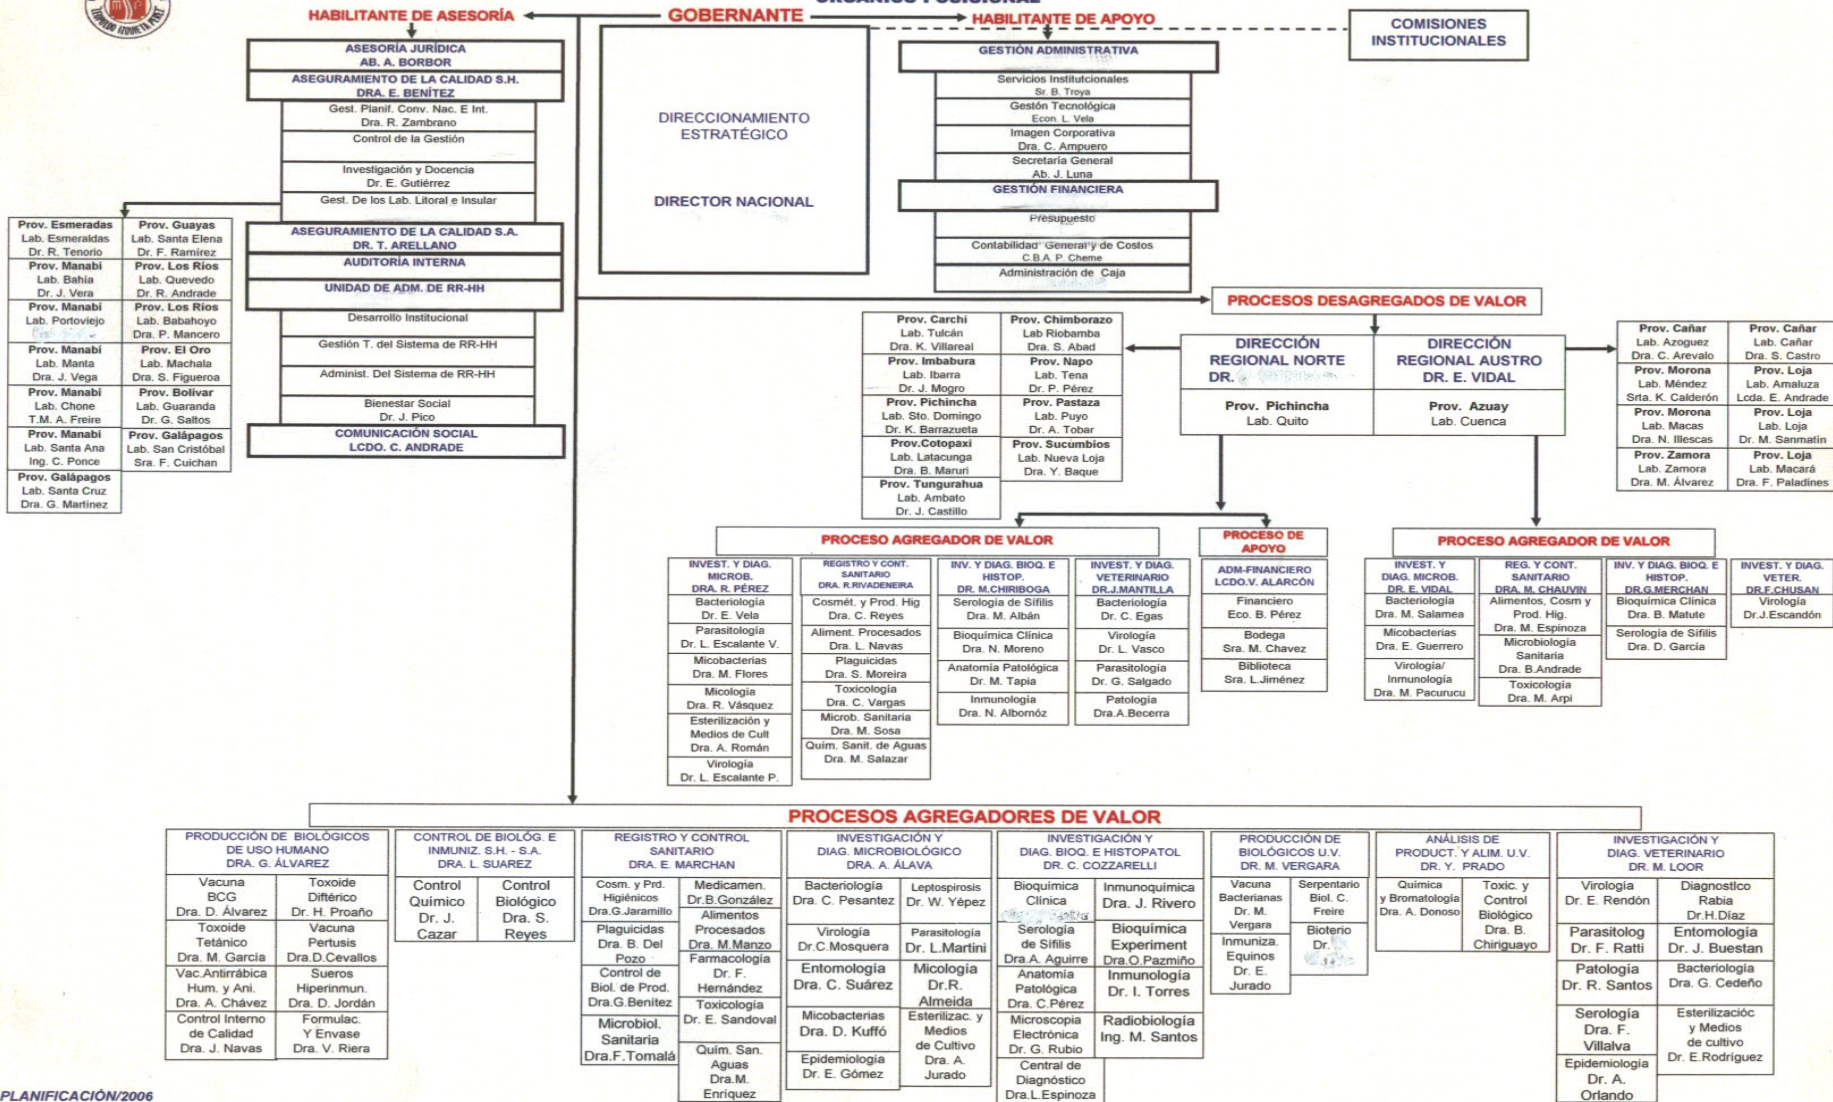 LEOPOLDO IZQUIETA PEREZ
ORGÁNICO POSICIONAL
HABILITANTE DE ASESORÍA
GOBERNANTE
HABILITANTE DE APOYO
COMISIONES
INSTITUCIONALES
ASESORÍA JURÍDICA
AB. A. BORBOR
ASEGURAMIENTO DE LA CALIDAD S.H.
DRA. E. BENÍTEZ
Gest. Planif. Conv. Nac. E Int.
Dra. R. Zambrano
Control de la Gestión
Investigación y Docencia
Dr. E. Gutiérrez
Gest. De los Lab. Litoral e Insular
ASEGURAMIENTO DE LA CALIDAD S.A.
DR. T. ARELLANO
AUDITORÍA INTERNA
UNIDAD DE ADM. DE RR-HH
Desarrollo Institucional
Gestión T. del Sistema de RR-HH
Administ. Del Sistema de RR-HH
Bienestar Social
Dr. J. Pico
COMUNICACIÓN SOCIAL
LCDO. C. ANDRADE
DIRECCIONAMIENTO
ESTRATÉGICO
DIRECTOR NACIONAL
GESTIÓN ADMINISTRATIVA
Servicios Institutcionales
Sr. B. Troya
Gestón Tecnológica
Econ. L. Vela
Imagen Corporativa
Dra. C. Ampuero
Secretaría General
Ab. J. Luna
GESTIÓN FINANCIERA
Présupuesto
Contabilidad General y de Costos
C.B.A. P. Cheme
Administración de Caja
Prov. Esmeradas
Lab. Esmeraldas
Dr. R. Tenorio
Prov. Guayas
Lab. Santa Elena
Dr. F. Ramírez
Prov. Manabí
Lab. Bahía
Dr. J. Vera
Prov. Los Ríos
Lab. Quevedo
Dr. R. Andrade
Prov. Manabí
Lab. Portoviejo
Prov. Los Ríos
Lab. Babahoyo
Dra. P. Mancero
Prov. Manabí
Lab. Manta
Dra. J. Vega
Prov. El Oro
Lab. Machala
Dra. S. Figueroa
Prov. Manabí
Lab. Chone
T.M. A. Freire
Prov. Bolívar
Lab. Guaranda
Dr. G. Saltos
Prov. Manabí
Lab. Santa Ana
Ing. C. Ponce
Prov. Galápagos
Lab. San Cristóbal
Sra. F. Cuichan
Prov. Galápagos
Lab. Santa Cruz
Dra. G. Martinez
PROCESOS DESAGREGADOS DE VALOR
Prov. Carchi
Lab. Tulcán
Dra. K. Villareal
Prov. Chimborazo
Lab Riobamba
Dra. S. Abad
Prov. Imbabura
Lab. Ibarra
Dr. J. Mogro
Prov. Napo
Lab. Tena
Dr. P. Pérez
Prov. Pichincha
Lab. Sto. Domingo
Dr. K. Barrazueta
Prov. Pastaza
Lab. Puyo
Dr. A. Tobar
Prov.Cotopaxi
Lab. Latacunga
Dra. B. Maruri
Prov. Sucumbíos
Lab. Nueva Loja
Dra. Y. Baque
Prov. Tungurahua
Lab. Ambato
Dr. J. Castillo
DIRECCIÓN
REGIONAL NORTE
DR.
Prov. Pichincha
Lab. Quito
DIRECCIÓN
REGIONAL AUSTRO
DR. E. VIDAL
Prov. Azuay
Lab. Cuenca
Prov. Cañar
Lab. Azoguez
Dra. C. Arevalo
Prov. Cañar
Lab. Cañar
Dra. S. Castro
Prov. Morona
Lab. Méndez
Srta. K. Calderón
Prov. Loja
Lab. Amaluza
Lcda. E. Andrade
Prov. Morona
Lab. Macas
Dra. N. Illescas
Prov. Loja
Lab. Loja
Dr. M. Sanmatín
Prov. Zamora
Lab. Zamora
Dra. M. Álvarez
Prov. Loja
Lab. Macará
Dra. F. Paladínes
PROCESO AGREGADOR DE VALOR
PROCESO DE
APOYO
PROCESO AGREGADOR DE VALOR
INVEST. Y DIAG.
MICROB.
DRA. R. PÉREZ
Bacteriología
Dr. E. Vela
Parasitología
Dr. L. Escalante V.
Micobacterias
Dra. M. Flores
Micología
Dra. R. Vásquez
Esterilización y
Medios de Cult
Dra. A. Román
Virología
Dr. L. Escalante P.
REGISTRO Y CONT.
SANITARIO
DRA. R.RIVADENEIRA
Cosmét. y Prod. Hig
Dra. C. Reyes
Aliment. Procesados
Dra. L. Navas
Plaguicidas
Dra. S. Moreira
Toxicología
Dra. C. Vargas
Microb. Sanitaria
Dra. M. Sosa
Quím. Sanit. de Aguas
Dra. M. Salazar
INV. Y DIAG. BIOQ. E
HISTOP.
DR. M.CHIRIBOGA
Serología de Sífilis
Dra. M. Albán
Bioquímica Clínica
Dra. N. Moreno
Anatomía Patológica
Dr. M. Tapia
Inmunología
Dra. N. Albornóz
INVEST. Y DIAG.
VETERINARIO
DR.J.MANTILLA
Bacteriología
Dr. C. Egas
Virología
Dr. L. Vasco
Parasitología
Dr. G. Salgado
Patología
Dra.A.Becerra
ADM-FINANCIERO
LCDO.V. ALARCÓN
Financiero
Eco. B. Pérez
Bodega
Sra. M. Chavez
Biblioteca
Sra. L.Jiménez
INVEST. Y
DIAG. MICROB.
DR. E. VIDAL
Bacteriología
Dra. M. Salamea
Micobacterias
Dra. E. Guerrero
Virología/
Inmunología
Dra. M. Pacurucu
REG. Y CONT.
SANITARIO
DRA. M. CHAUVIN
Alimentos, Cosm y
Prod. Hig.
Dra. M. Espinoza
Microbiología
Sanitaria
Dra. B.Andrade
Toxicología
Dra. M. Arpi
INV. Y DIAG. BIOQ. E
HISTOP.
DR.G.MERCHAN
Bioquímica Clínica
Dra. B. Matute
Serología de Sífilis
Dra. D. García
INVEST. Y DIAG.
VETER.
DR.F.CHUSAN
Virología
Dr.J.Escandón
PROCESOS AGREGADORES DE VALOR
PRODUCCIÓN DE BIOLÓGICOS
DE USO HUMANO
DRA. G. ÁLVAREZ
Vacuna
BCG
Dra. D. Álvarez
Toxoide
Diftérico
Dr. H. Proaño
Toxoide
Tetánico
Dra. M. García
Vacuna
Pertusis
Dra.D.Cevallos
Vac.Antirrábica
Hum. y Ani.
Dra. A. Chávez
Sueros
Hiperinmun.
Dra. D. Jordán
Control Interno
de Calidad
Dra. J. Navas
Formulac.
Y Envase
Dra. V. Riera
CONTROL DE BIOLÓG. E
INMUNIZ. S.H. - S.A.
DRA. L. SUAREZ
Control
Químico
Dr. J.
Cazar
Control
Biológico
Dra. S.
Reyes
REGISTRO Y CONTROL
SANITARIO
DRA. E. MARCHAN
Cosm. y Prd.
Higiénicos
Dra.G.Jaramillo
Plaguicidas
Dra. B. Del
Pozo
Control de
Biol. de Prod.
Dra.G.Benítez
Microbiol.
Sanitaria
Dra.F.Tomalá
Medicamen.
Dr.B.González
Alimentos
Procesados
Dra. M.Manzo
Farmacología
Dr. F.
Hernández
Toxicología
Dr. E. Sandoval
Quím. San.
Aguas
Dra.M.
Enríquez
INVESTIGACIÓN Y
DIAG. MICROBIOLÓGICO
DRA. A. ÁLAVA
Bacteriología
Dra. C. Pesantez
Virología
Dr.C.Mosquera
Entomología
Dra. C. Suárez
Micobacterias
Dra. D. Kuffó
Epidemiología
Dr. E. Gómez
Leptospirosis
Dr. W. Yépez
Parasitología
Dr. L.Martini
Micología
Dr.R.
Almeida
Esterilizac. y
Medios
de Cultivo
Dra. A.
Jurado
INVESTIGACIÓN Y
DIAG. BIOQ. E HISTOPATOL
DR. C. COZZARELLI
Bioquímica
Clínica
Serología
de Sífilis
Dra.A. Aguirre
Anatomía
Patológica
Dra. C.Pérez
Microscopia
Electrónica
Dr. G. Rubio
Central de
Diagnóstico
Dra.L.Espinoza
Inmunoquímica
Dra. J. Rivero
Bioquímica
Experiment
Dra.O.Pazmiño
Inmunología
Dr. I. Torres
Radiobiología
Ing. M. Santos
PRODUCCIÓN DE
BIOLÓGICOS U.V.
DR. M. VERGARA
Vacuna
Bacterianas
Dr. M.
Vergara
Inmuniza.
Equinos
Dr. E.
Jurado
Serpentario
Biol. C.
Freire
Bioterio
Dr.
ANÁLISIS DE
PRODUCT. Y ALIM. U.V.
DR. Y. PRADO
Química
y Bromatología
Dra. A. Donoso
Toxic. y
Control
Biológico
Dra. B.
Chiriguayo
INVESTIGACIÓN Y
DIAG. VETERINARIO
DR. M. LOOR
Virología
Dr. E. Rendón
Parasitolog
Dr. F. Ratti
Patología
Dr. R. Santos
Serología
Dra. F.
Villalva
Epidemiología
Dr. A.
Orlando
Diagnostico
Rabia
Dr.H.Díaz
Entomología
Dr. J. Buestan
Bacteriología
Dra. G. Cedeño
Esterilizacióc
y Medios
de cultivo
Dr. E.Rodríguez
PLANIFICACIÓN/2006